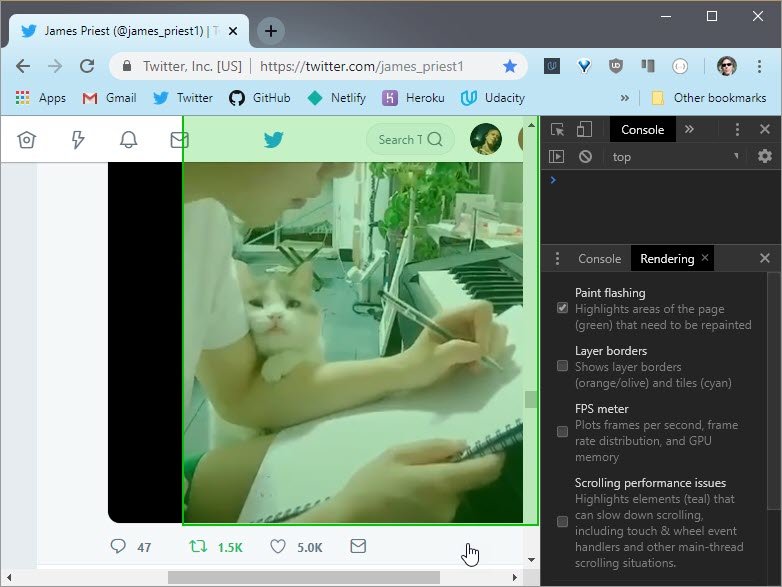 James Priest (@james_priest1) | T
Twitter, Inc. [US] | https://twitter.com/james_priest1
Apps Gmail Twitter GitHub Netlify Heroku Udacity » Other bookmarks
Search T
Console »
top
Console Rendering
Paint flashing
Highlights areas of the page
(green) that need to be repainted
Layer borders
Shows layer borders
(orange/olive) and tiles (cyan)
FPS meter
Plots frames per second, frame
rate distribution, and GPU
memory
Scrolling performance issues
Highlights elements (teal) that
can slow down scrolling,
including touch & wheel event
handlers and other main-thread
scrolling situations.
47 1.5K 5.0K